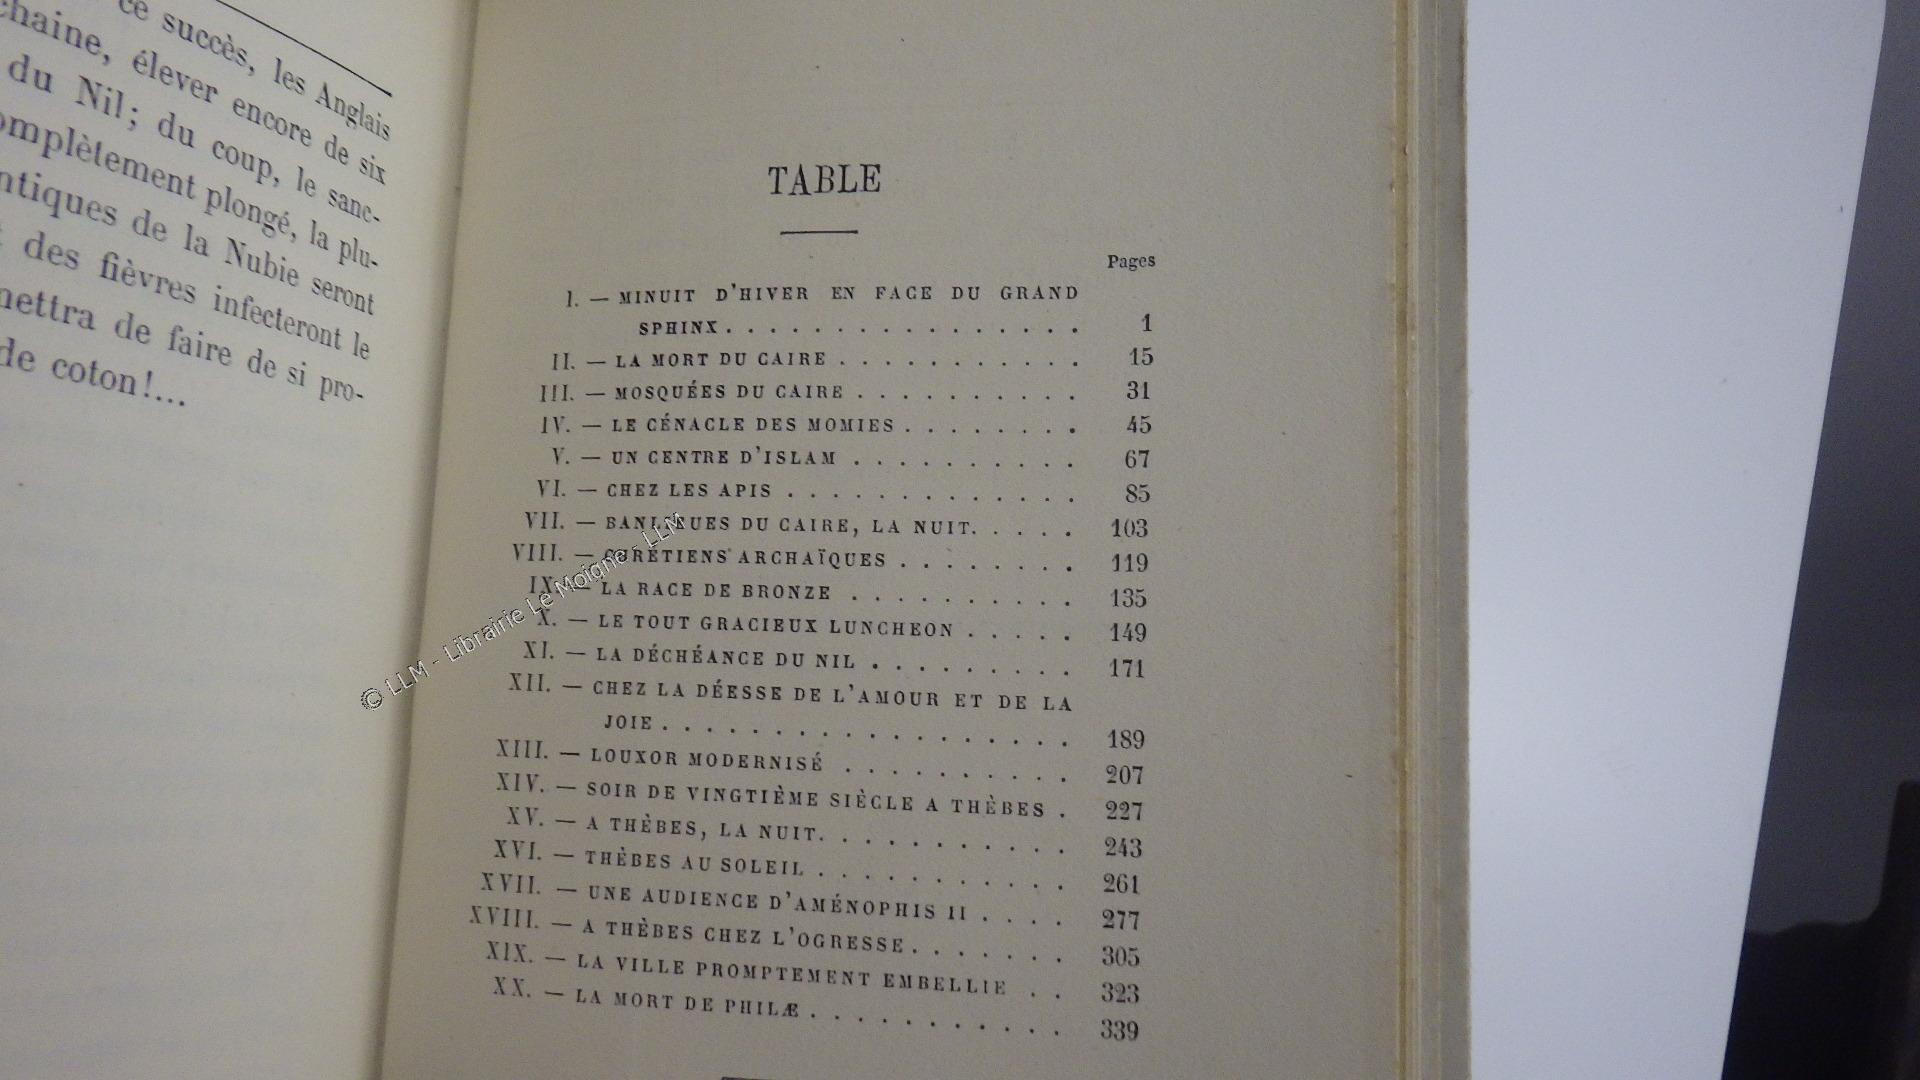 ce succès, les Anglais
chaine, élever encore de six
du Nil; du coup, le sanc-
omplètement plongé, la plu-
ntiques de la Nubie seront
des fièvres infecteront le
mettra de faire de si pro-
de coton!...
TABLE
Pages
I. — MINUIT D'HIVER EN FACE DU GRAND
SPHINX. . . . . . . . . . . . . . . . 1
II. — LA MORT DU CAIRE . . . . . . . . . . . 15
III. — MOSQUÉES DU CAIRE . . . . . . . . . . 31
IV. — LE CÉNACLE DES MOMIES . . . . . . . . 45
V. — UN CENTRE D'ISLAM . . . . . . . . . . 67
VI. — CHEZ LES APIS . . . . . . . . . . . . . 85
VII. — BANLIEUES DU CAIRE, LA NUIT. . . . . 103
VIII. — CHRÉTIENS ARCHAÏQUES . . . . . . . . 119
IX. — LA RACE DE BRONZE . . . . . . . . . . 135
X. — LE TOUT GRACIEUX LUNCHEON . . . . . 149
XI. — LA DÉCHÉANCE DU NIL . . . . . . . . . 171
XII. — CHEZ LA DÉESSE DE L'AMOUR ET DE LA
JOIE . . . . . . . . . . . . . . . . . . 189
XIII. — LOUXOR MODERNISÉ . . . . . . . . . . 207
XIV. — SOIR DE VINGTIÈME SIÈCLE A THÈBES . 227
XV. — A THÈBES, LA NUIT. . . . . . . . . . . 243
XVI. — THÈBES AU SOLEIL . . . . . . . . . . . 261
XVII. — UNE AUDIENCE D'AMÉNOPHIS II . . . . 277
XVIII. — A THÈBES CHEZ L'OGRESSE. . . . . . . 305
XIX. — LA VILLE PROMPTEMENT EMBELLIE . . 323
XX. — LA MORT DE PHILÆ . . . . . . . . . . . 339
© LLM - Librairie Le Moigne - LLM